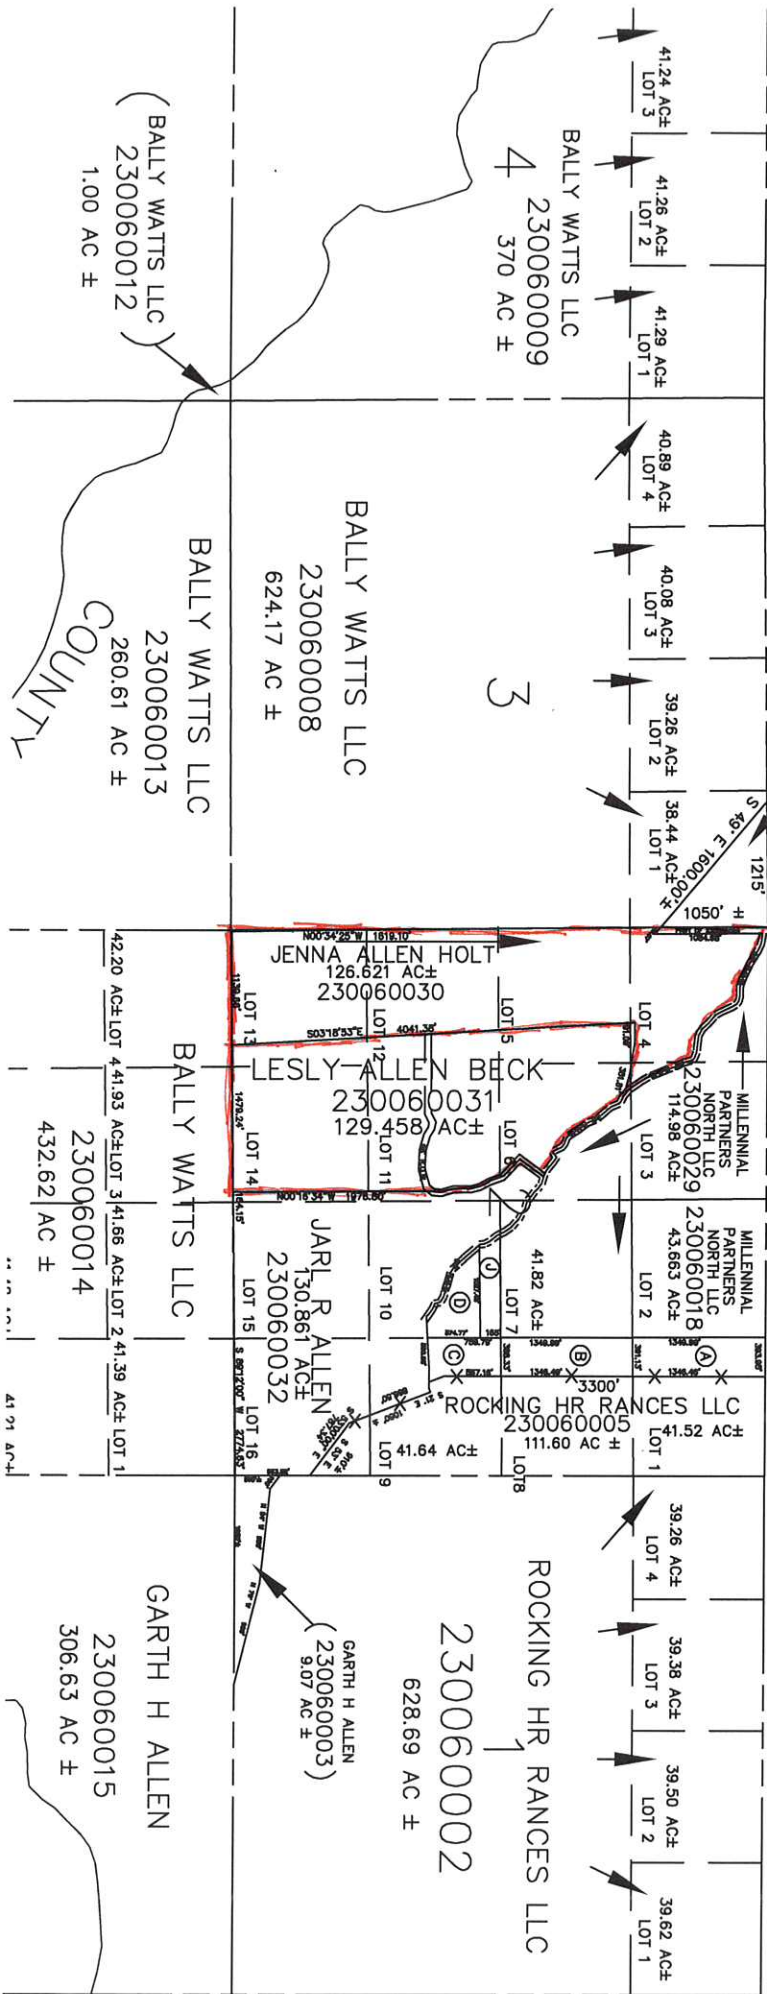 41.24 AC±
LOT 3
41.26 AC±
LOT 2
41.29 AC±
LOT 1
40.89 AC±
LOT 4
40.08 AC±
LOT 3
39.26 AC±
LOT 2
38.44 AC±
LOT 1
S 49° E 1600.00'±
1215'
1050' ±
BALLY WATTS LLC
230060009
370 AC ±
4
(BALLY WATTS LLC
230060012)
1.00 AC ±
BALLY WATTS LLC
230060008
624.17 AC ±
3
BALLY WATTS LLC
230060013
260.61 AC ±
COUNTY
JENNA ALLEN HOLT
126.621 AC±
230060030
N00°34'25"W 1619.10'
LOT 13
LOT 12
LOT 5
LOT 4
S03°18'53"E 4041.36'
LESLY ALLEN BECK
230060031
129.458 AC±
1479.24'
LOT 14
LOT 11
LOT 6
LOT 3
N00°16'34"W 1976.60'
MILLENNIAL
PARTNERS
NORTH LLC
230060029
114.98 AC±
MILLENNIAL
PARTNERS
NORTH LLC
230060018
43.663 AC±
JARL R ALLEN
130.861 AC±
230060032
LOT 15
LOT 10
LOT 7
41.82 AC±
LOT 2
J
D
C
B
A
3300'
ROCKING HR RANCES LLC
230060005
111.60 AC ±
41.52 AC±
LOT 1
41.64 AC±
LOT8
LOT 9
LOT 16
S 89°12'00" W 2774.63'
42.20 AC± LOT 4
41.93 AC± LOT 3
41.66 AC± LOT 2
41.39 AC± LOT 1
BALLY WATTS LLC
230060014
432.62 AC ±
39.26 AC±
LOT 4
39.38 AC±
LOT 3
39.50 AC±
LOT 2
39.62 AC±
LOT 1
ROCKING HR RANCES LLC
1
230060002
628.69 AC ±
GARTH H ALLEN
(230060003)
9.07 AC ±
GARTH H ALLEN
230060015
306.63 AC ±